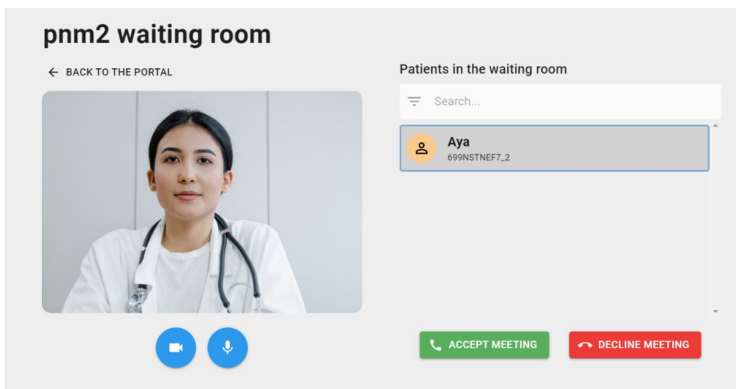 pnm2 waiting room
← BACK TO THE PORTAL
Patients in the waiting room
Search...
Aya
699NSTNEF7_2
ACCEPT MEETING
DECLINE MEETING